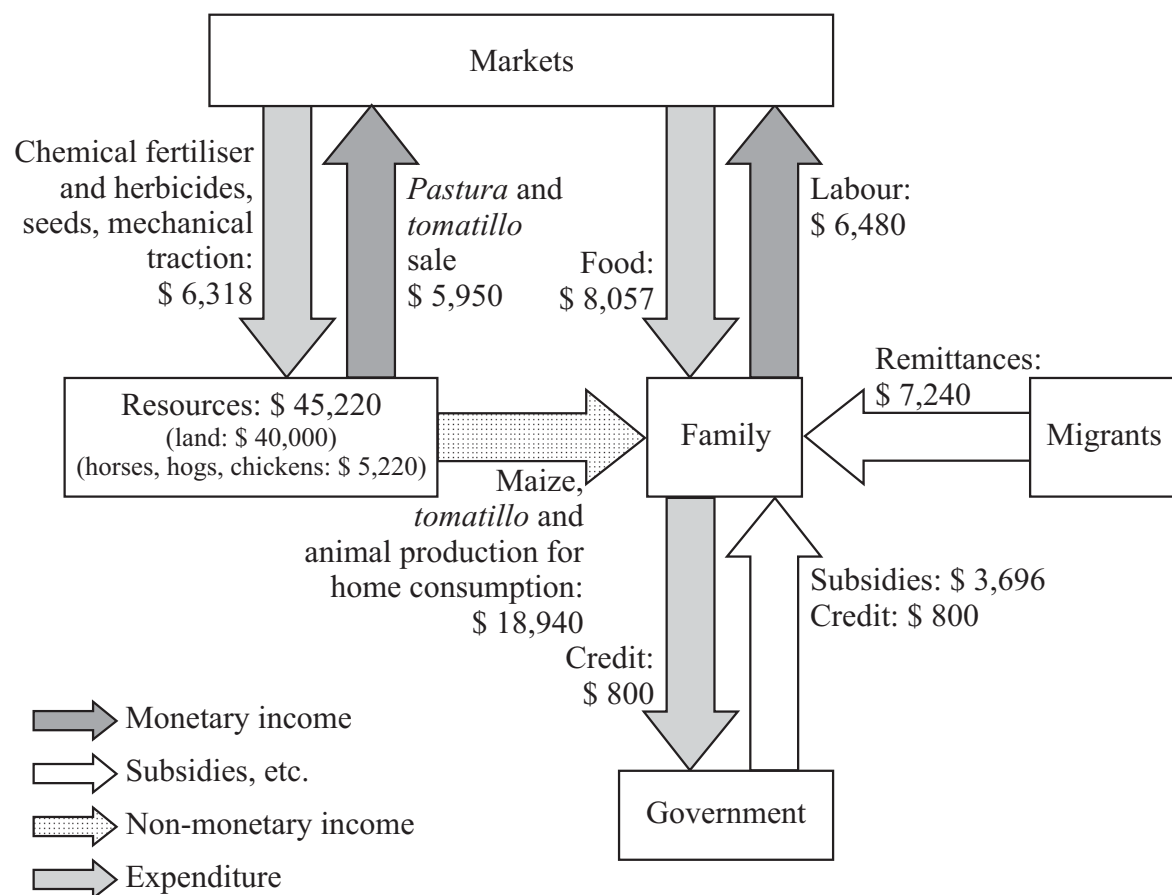 Markets
Chemical fertiliser
and herbicides,
seeds, mechanical
traction:
$ 6,318
Pastura and
tomatillo
sale
$ 5,950
Food:
$ 8,057
Labour:
$ 6,480
Remittances:
$ 7,240
Resources: $ 45,220
(land: $ 40,000)
(horses, hogs, chickens: $ 5,220)
Family
Migrants
Maize,
tomatillo and
animal production for
home consumption:
$ 18,940
Subsidies: $ 3,696
Credit: $ 800
Credit:
$ 800
Government
Monetary income
Subsidies, etc.
Non-monetary income
Expenditure